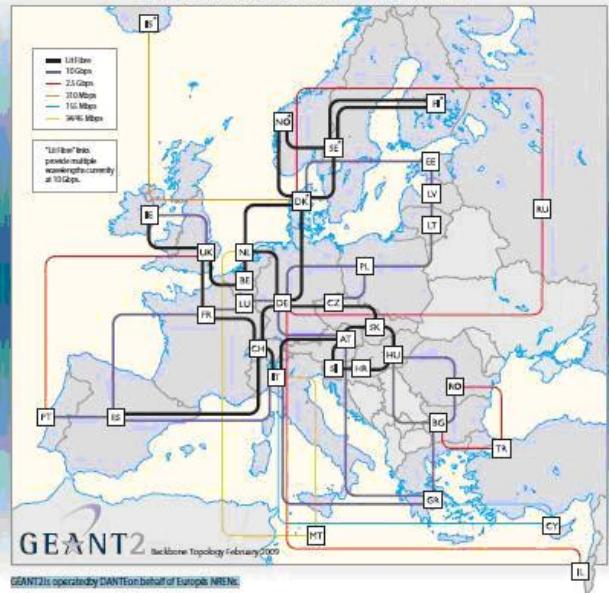 IS*
Lit Fibre
10 Gbps
2.5 Gbps
310 Mbps
155 Mbps
34/45 Mbps
"Lit Fibre" links
provide multiple
wavelengths currently
at 10 Gbps.
NO*
FI*
SE*
EE
LV
LT
RU
DK*
IE
UK
NL
BE
PL
LU
DE
CZ
FR
SK
CH
AT
HU
IT
SI
HR
RO
PT
ES
BG
TR
GR
MT
CY
IL
GEANT2 Backbone Topology February 2009
GEANT2 is operated by DANTE on behalf of Europe's NRENs.